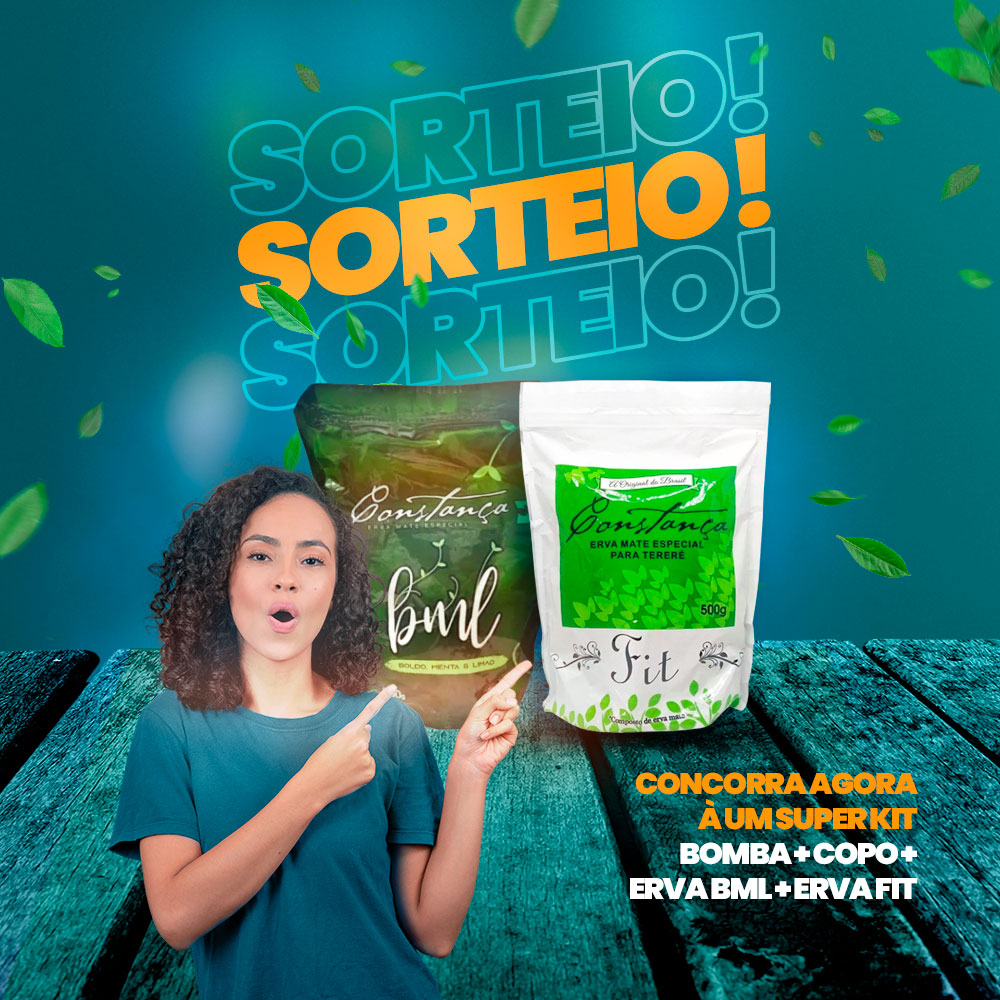 SORTEIO!
SORTEIO!
SORTEIO!
Constança
ERVA MATE ESPECIAL
bml
BOLDO, MENTA & LIMÃO
A Original do Brasil
Constança
ERVA MATE ESPECIAL
PARA TERERÉ
500g
Fit
Composto de erva mate
CONCORRA AGORA
À UM SUPER KIT
BOMBA + COPO +
ERVA BML + ERVA FIT